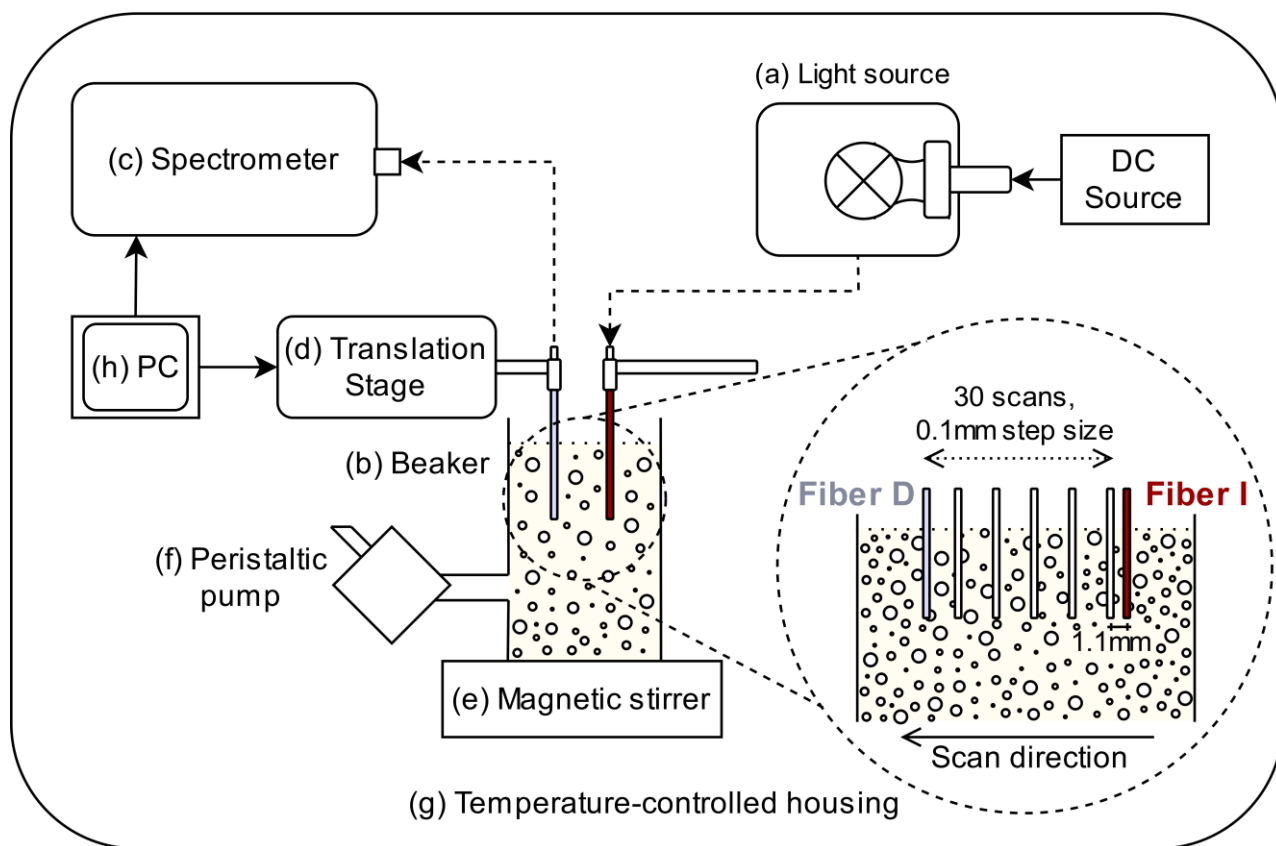 (a) Light source
(c) Spectrometer
DC
Source
(h) PC
(d) Translation
Stage
(b) Beaker
30 scans,
0.1mm step size
Fiber D
Fiber I
(f) Peristaltic
pump
1.1mm
(e) Magnetic stirrer
Scan direction
(g) Temperature-controlled housing